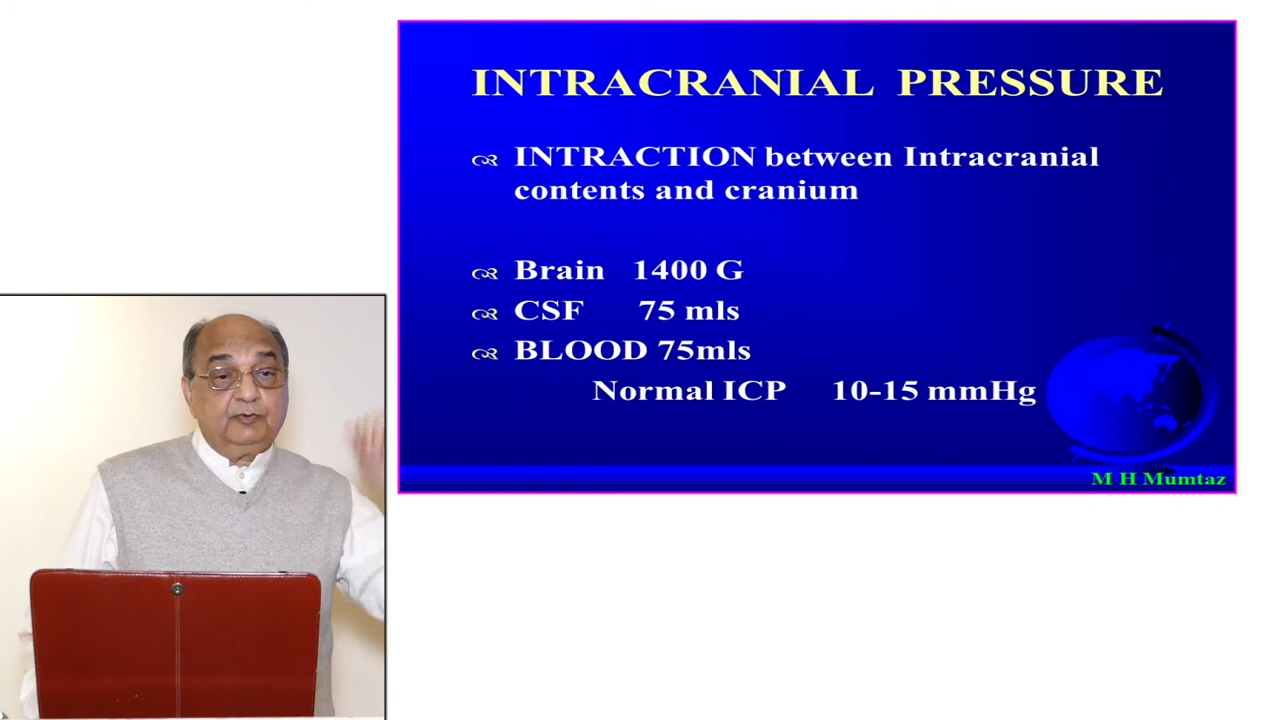 INTRACRANIAL PRESSURE
INTRACTION between Intracranial
contents and cranium
Brain 1400 G
CSF 75 mls
BLOOD 75mls
Normal ICP 10-15 mmHg
M H Mumtaz